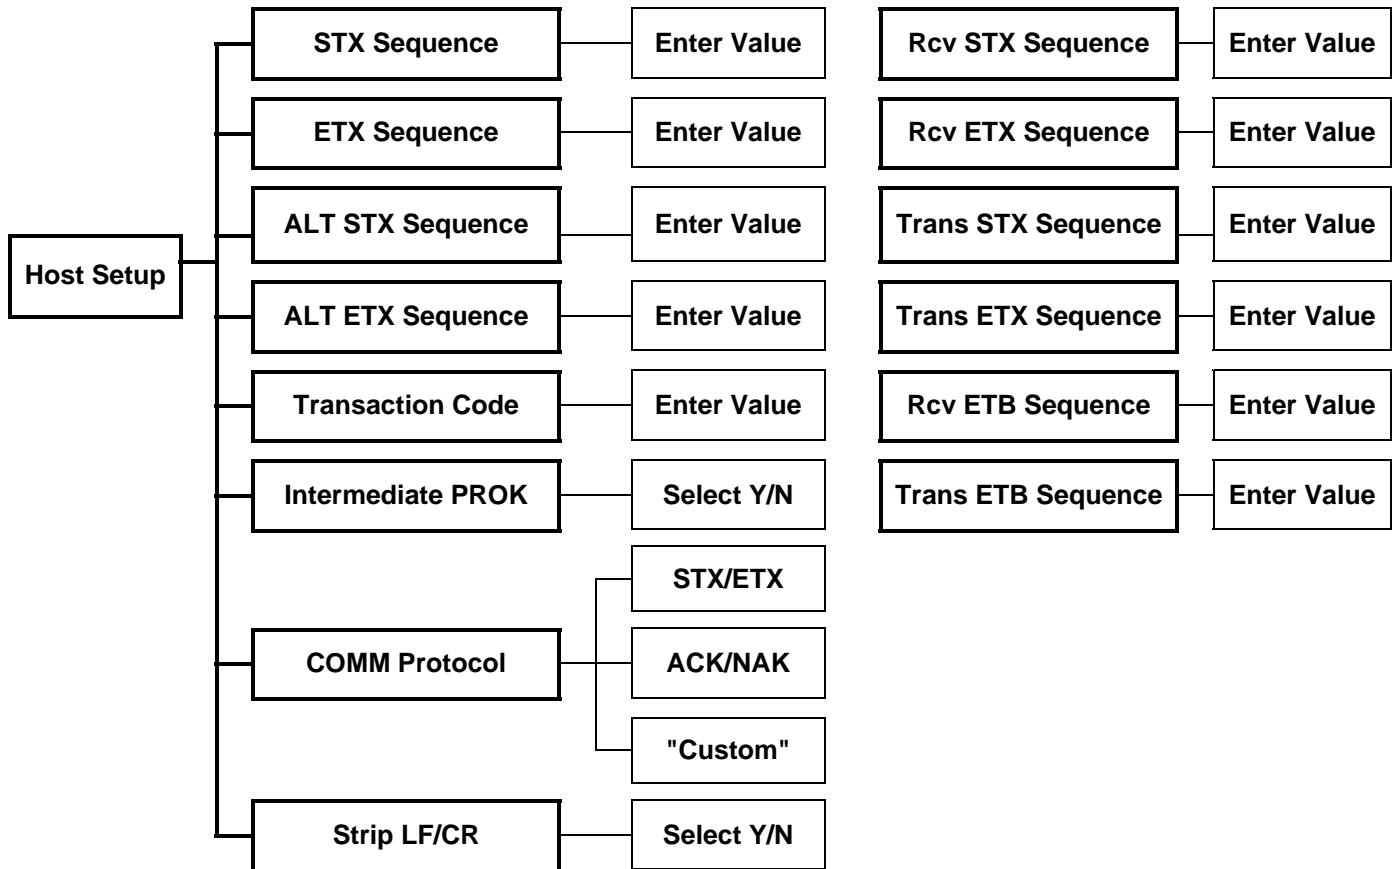 STX Sequence
Enter Value
Rcv STX Sequence
Enter Value
ETX Sequence
Enter Value
Rcv ETX Sequence
Enter Value
ALT STX Sequence
Enter Value
Trans STX Sequence
Enter Value
Host Setup
ALT ETX Sequence
Enter Value
Trans ETX Sequence
Enter Value
Transaction Code
Enter Value
Rcv ETB Sequence
Enter Value
Intermediate PROK
Select Y/N
Trans ETB Sequence
Enter Value
STX/ETX
COMM Protocol
ACK/NAK
"Custom"
Strip LF/CR
Select Y/N